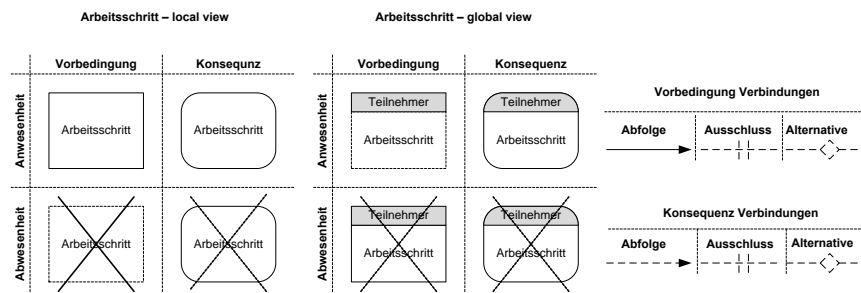 Arbeitsschritt – local view
Vorbedingung
Konsequnz
Anwesenheit
Arbeitsschritt
Arbeitsschritt
Abwesenheit
Arbeitsschritt
Arbeitsschritt
Arbeitsschritt – global view
Vorbedingung
Konsequenz
Anwesenheit
Teilnehmer
Arbeitsschritt
Teilnehmer
Arbeitsschritt
Abwesenheit
Teilnehmer
Arbeitsschritt
Teilnehmer
Arbeitsschritt
Vorbedingung Verbindungen
Abfolge
Ausschluss
Alternative
Konsequenz Verbindungen
Abfolge
Ausschluss
Alternative